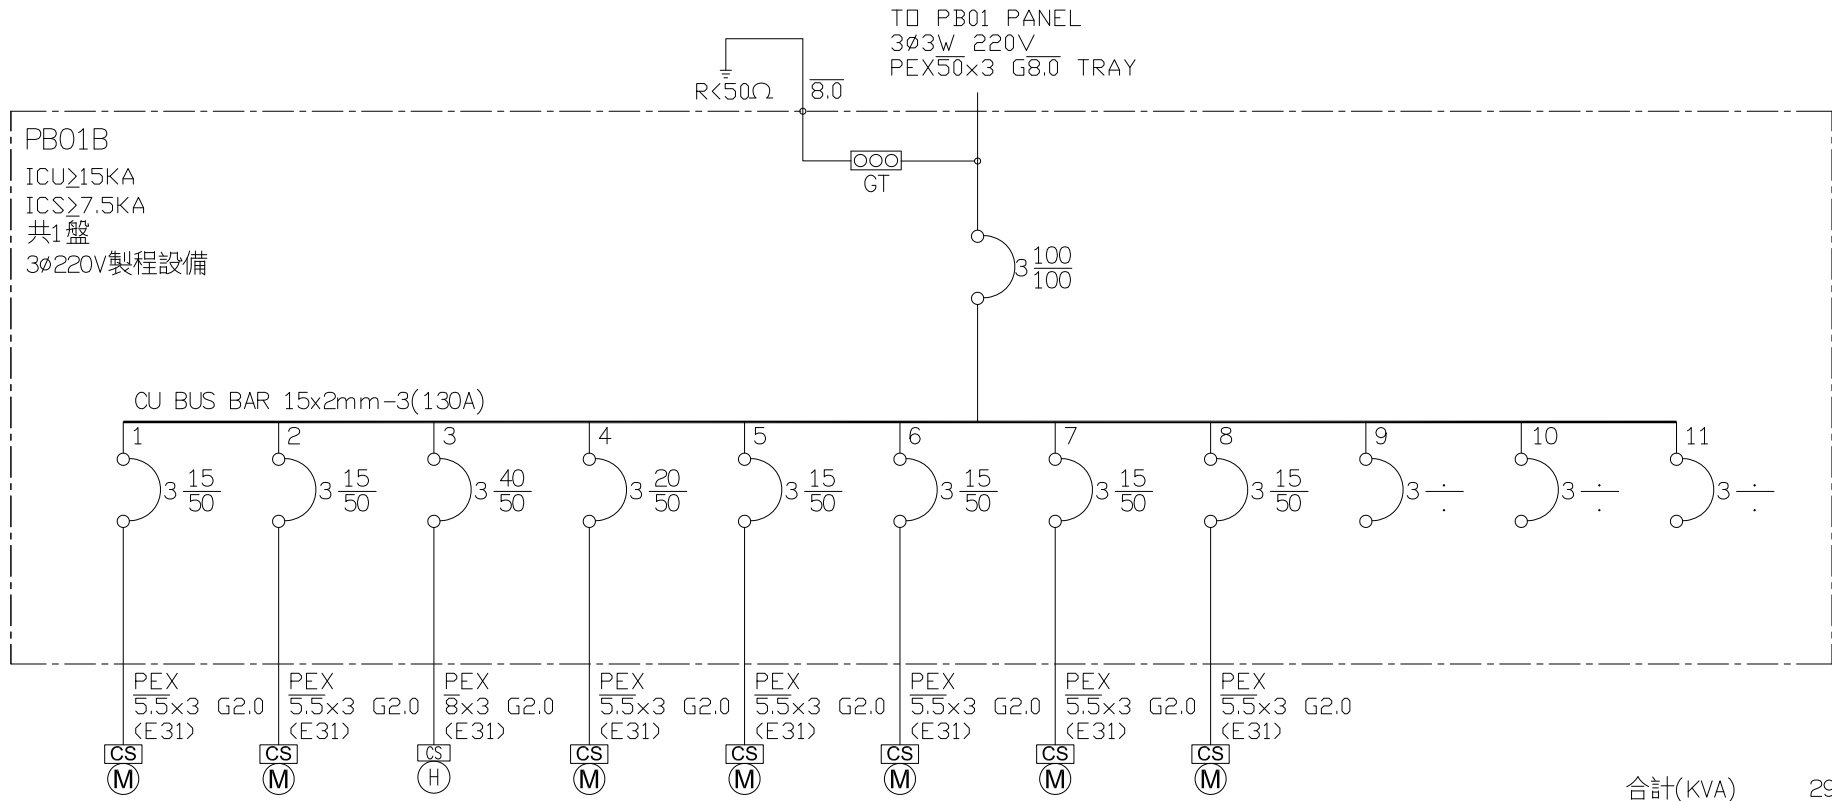 TO PB01 PANEL
3ø3W 220V
PEX50x3 G8.0 TRAY
R<50Ω
8.0
PB01B
ICU≥15KA
ICS≥7.5KA
共1盤
3ø220V製程設備
GT
3 100/100
CU BUS BAR 15x2mm-3(130A)
1 2 3 4 5 6 7 8 9 10 11
3 15/50 3 15/50 3 40/50 3 20/50 3 15/50 3 15/50 3 15/50 3 15/50 3 ·/· 3 ·/· 3 ·/·
PEX PEX PEX PEX PEX PEX PEX PEX
5.5x3 G2.0 5.5x3 G2.0 8x3 G2.0 5.5x3 G2.0 5.5x3 G2.0 5.5x3 G2.0 5.5x3 G2.0 5.5x3 G2.0
(E31) (E31) (E31) (E31) (E31) (E31) (E31) (E31)
CS CS CS CS CS CS CS CS
M M H M M M M M
合計(KVA) 29